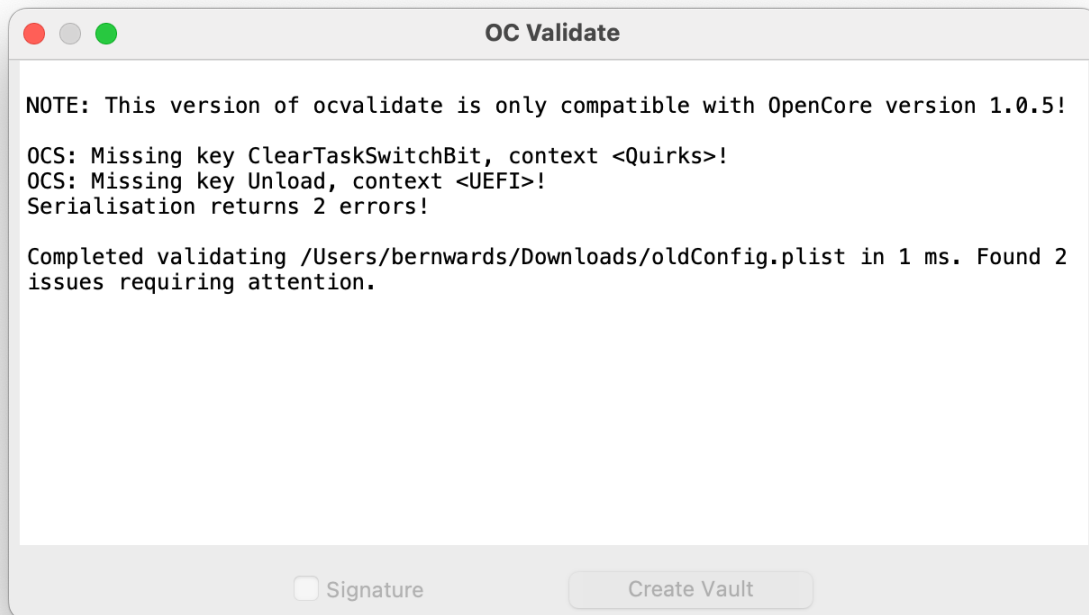 OC Validate
NOTE: This version of ocvalidate is only compatible with OpenCore version 1.0.5!
OCS: Missing key ClearTaskSwitchBit, context <Quirks>!
OCS: Missing key Unload, context <UEFI>!
Serialisation returns 2 errors!
Completed validating /Users/bernwards/Downloads/oldConfig.plist in 1 ms. Found 2
issues requiring attention.
Signature
Create Vault